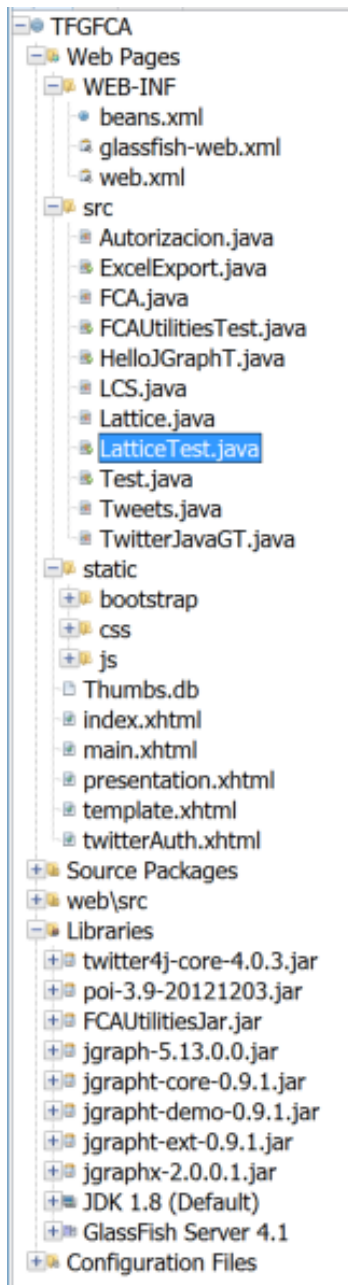 TFGFCA
Web Pages
WEB-INF
beans.xml
glassfish-web.xml
web.xml
src
Autorizacion.java
ExcelExport.java
FCA.java
FCAUtilitiesTest.java
HelloJGraphT.java
LCS.java
Lattice.java
LatticeTest.java
Test.java
Tweets.java
TwitterJavaGT.java
static
bootstrap
css
js
Thumbs.db
index.xhtml
main.xhtml
presentation.xhtml
template.xhtml
twitterAuth.xhtml
Source Packages
web\src
Libraries
twitter4j-core-4.0.3.jar
poi-3.9-20121203.jar
FCAUtilitiesJar.jar
jgraph-5.13.0.0.jar
jgrapht-core-0.9.1.jar
jgrapht-demo-0.9.1.jar
jgrapht-ext-0.9.1.jar
jgraphx-2.0.0.1.jar
JDK 1.8 (Default)
GlassFish Server 4.1
Configuration Files